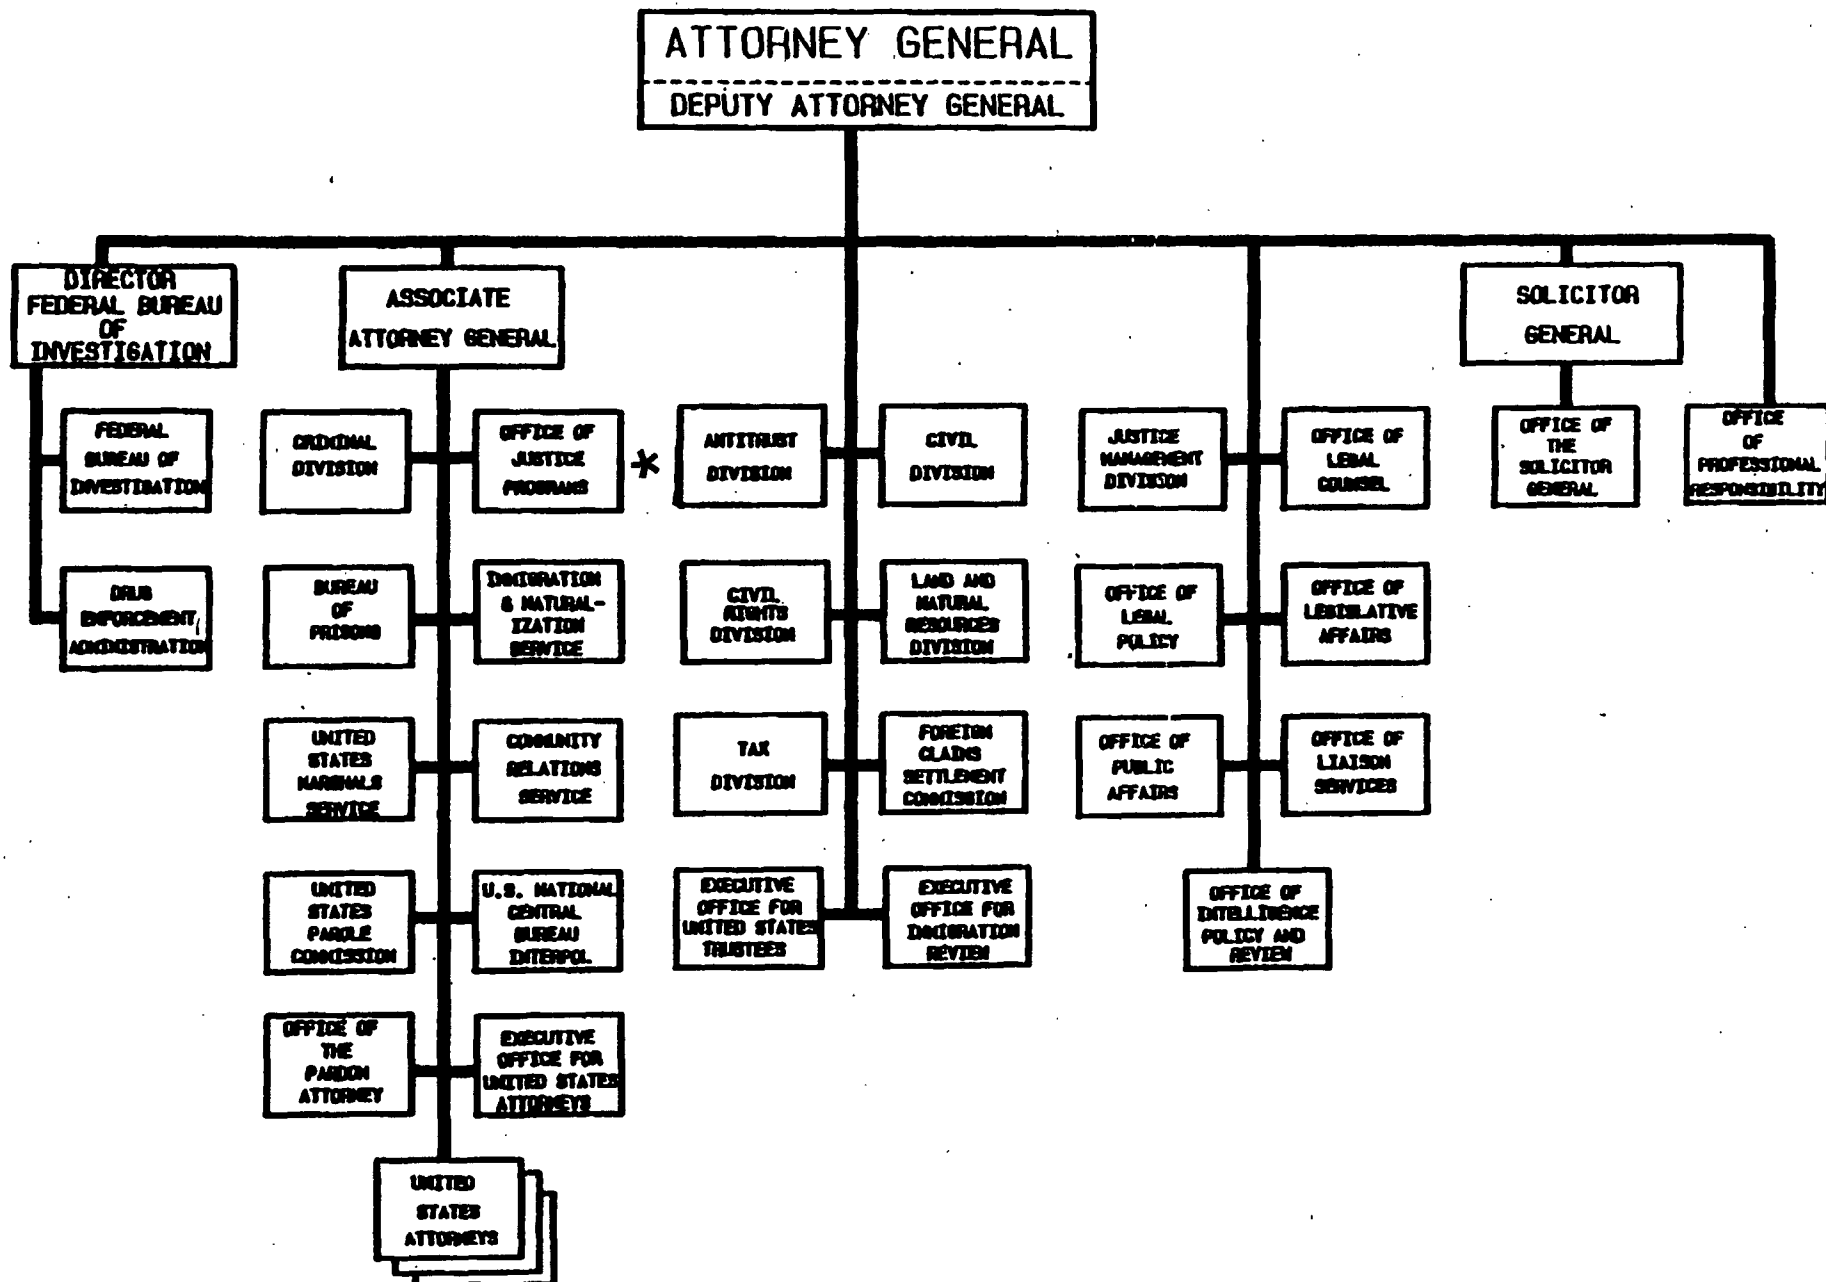 ATTORNEY GENERAL
DEPUTY ATTORNEY GENERAL
DIRECTOR
FEDERAL BUREAU
OF
INVESTIGATION
ASSOCIATE
ATTORNEY GENERAL
SOLICITOR
GENERAL
FEDERAL
BUREAU OF
INVESTIGATION
CRIMINAL
DIVISION
OFFICE OF
JUSTICE
PROGRAMS
*
ANTITRUST
DIVISION
CIVIL
DIVISION
JUSTICE
MANAGEMENT
DIVISION
OFFICE OF
LEGAL
COUNSEL
OFFICE OF
THE
SOLICITOR
GENERAL
OFFICE
OF
PROFESSIONAL
RESPONSIBILITY
DRUG
ENFORCEMENT
ADMINISTRATION
BUREAU
OF
PRISONS
IMMIGRATION
& NATURAL-
IZATION
SERVICE
CIVIL
RIGHTS
DIVISION
LAND AND
NATURAL
RESOURCES
DIVISION
OFFICE OF
LEGAL
POLICY
OFFICE OF
LEGISLATIVE
AFFAIRS
UNITED
STATES
MARSHALS
SERVICE
COMMUNITY
RELATIONS
SERVICE
TAX
DIVISION
FOREIGN
CLAIMS
SETTLEMENT
COMMISSION
OFFICE OF
PUBLIC
AFFAIRS
OFFICE OF
LIAISON
SERVICES
UNITED
STATES
PAROLE
COMMISSION
U.S. NATIONAL
CENTRAL
BUREAU
INTERPOL
EXECUTIVE
OFFICE FOR
UNITED STATES
TRUSTEES
EXECUTIVE
OFFICE FOR
IMMIGRATION
REVIEW
OFFICE OF
INTELLIGENCE
POLICY AND
REVIEW
OFFICE OF
THE
PARDON
ATTORNEY
EXECUTIVE
OFFICE FOR
UNITED STATES
ATTORNEYS
UNITED
STATES
ATTORNEYS